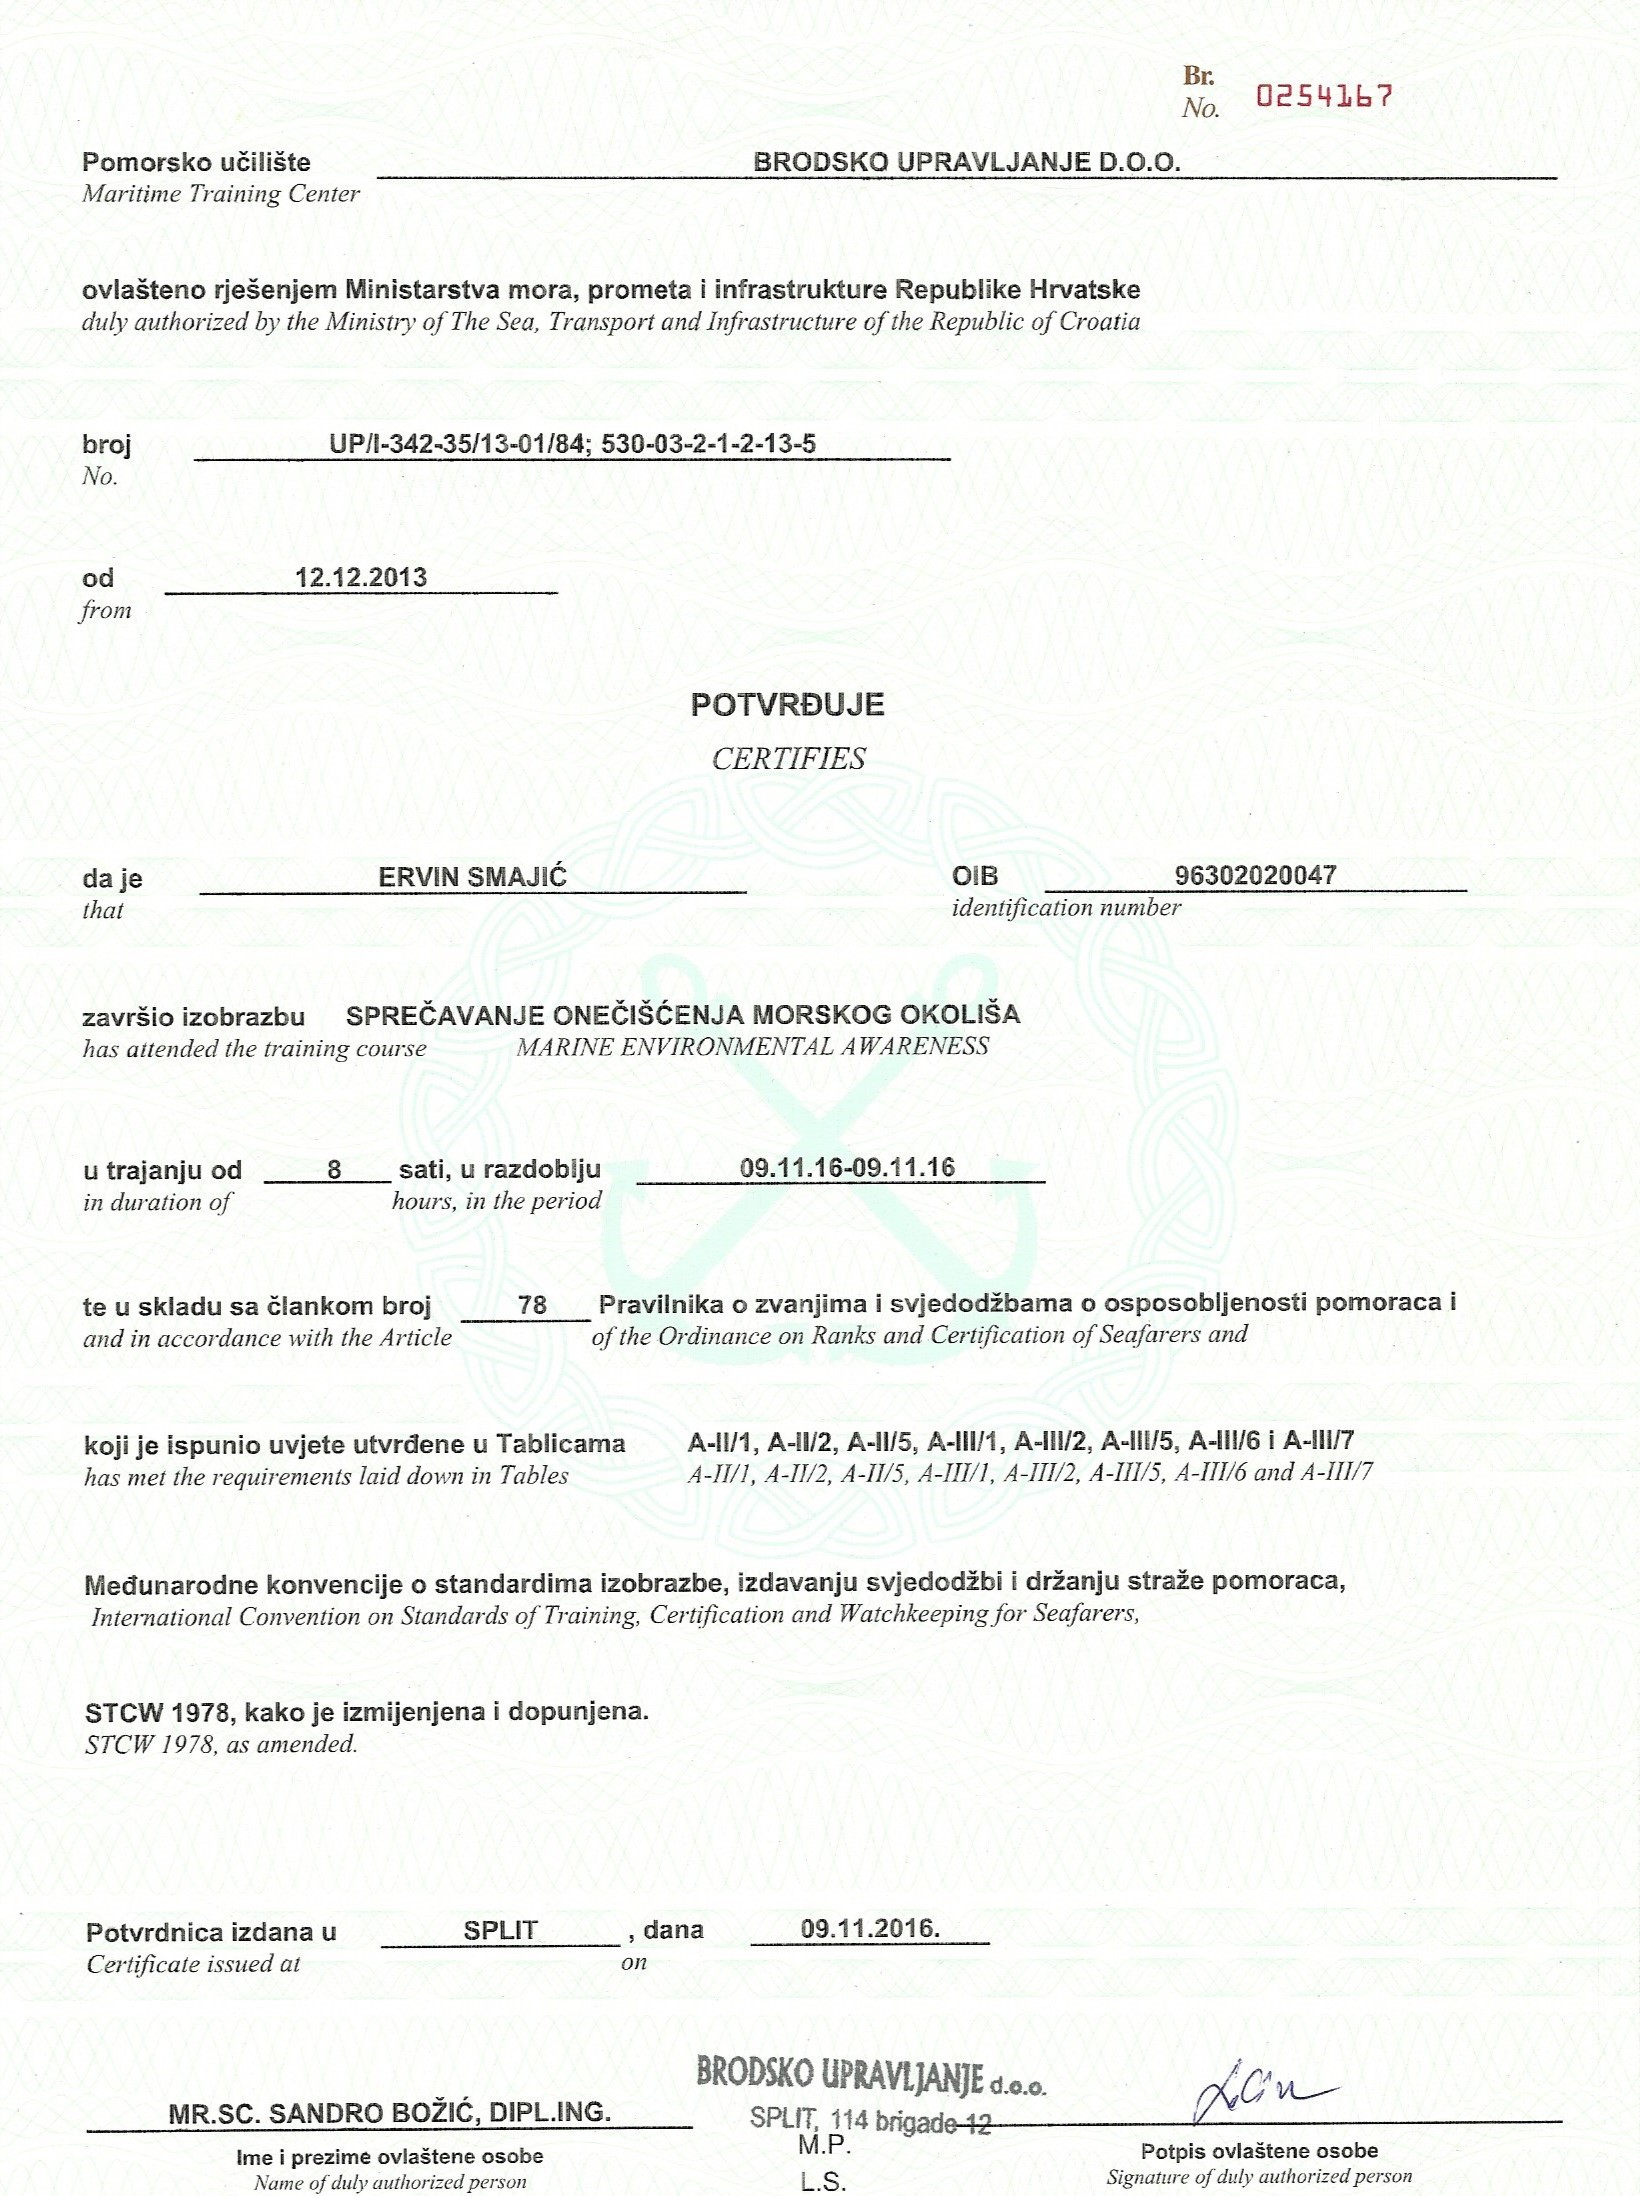 Br.
No. 0254167
Pomorsko učilište BRODSKO UPRAVLJANJE D.O.O.
Maritime Training Center
ovlašteno rješenjem Ministarstva mora, prometa i infrastrukture Republike Hrvatske
duly authorized by the Ministry of The Sea, Transport and Infrastructure of the Republic of Croatia
broj UP/I-342-35/13-01/84; 530-03-2-1-2-13-5
No.
od 12.12.2013
from
POTVRĐUJE
CERTIFIES
da je ERVIN SMAJIĆ OIB 96302020047
that identification number
završio izobrazbu SPREČAVANJE ONEČIŠĆENJA MORSKOG OKOLIŠA
has attended the training course MARINE ENVIRONMENTAL AWARENESS
u trajanju od 8 sati, u razdoblju 09.11.16-09.11.16
in duration of hours, in the period
te u skladu sa člankom broj 78 Pravilnika o zvanjima i svjedodžbama o osposobljenosti pomoraca i
and in accordance with the Article of the Ordinance on Ranks and Certification of Seafarers and
koji je ispunio uvjete utvrđene u Tablicama A-II/1, A-II/2, A-II/5, A-III/1, A-III/2, A-III/5, A-III/6 i A-III/7
has met the requirements laid down in Tables A-II/1, A-II/2, A-II/5, A-III/1, A-III/2, A-III/5, A-III/6 and A-III/7
Međunarodne konvencije o standardima izobrazbe, izdavanju svjedodžbi i držanju straže pomoraca,
International Convention on Standards of Training, Certification and Watchkeeping for Seafarers,
STCW 1978, kako je izmijenjena i dopunjena.
STCW 1978, as amended.
Potvrdnica izdana u SPLIT , dana 09.11.2016.
Certificate issued at on
BRODSKO UPRAVLJANJE d.o.o.
MR.SC. SANDRO BOŽIĆ, DIPL.ING. SPLIT, 114 brigade 12
M.P.
Ime i prezime ovlaštene osobe Potpis ovlaštene osobe
Name of duly authorized person L.S. Signature of duly authorized person